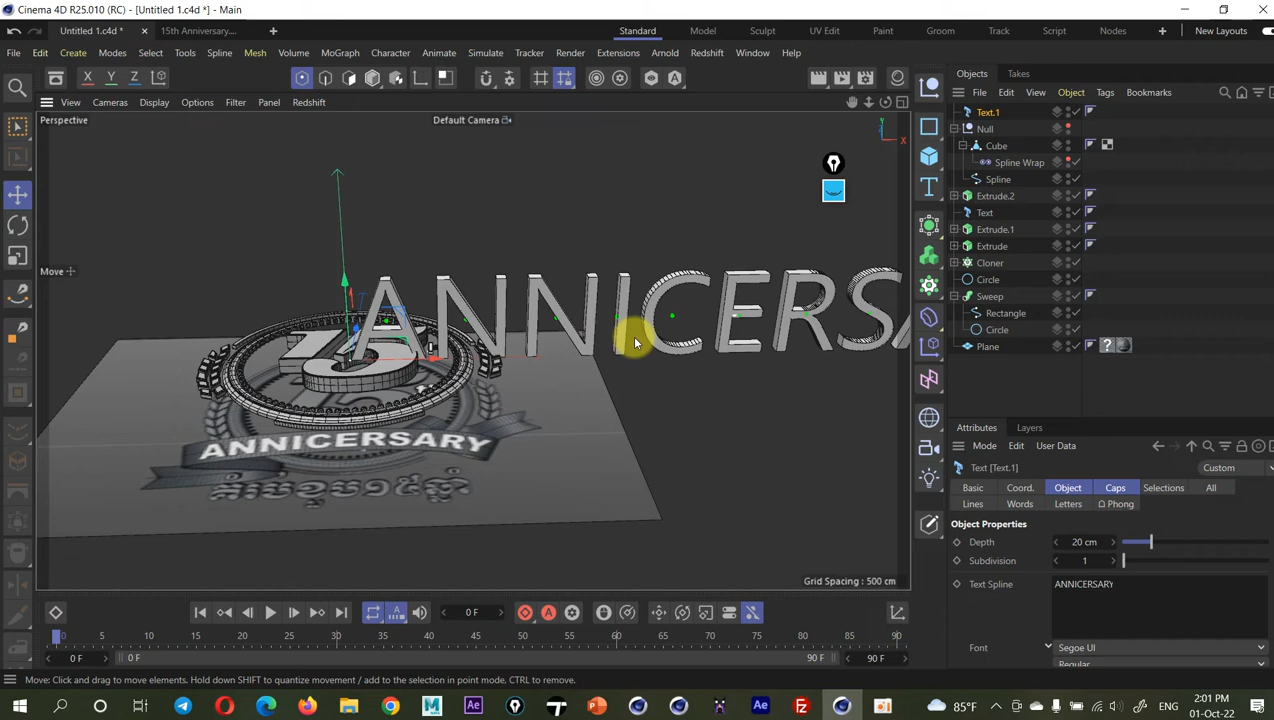 Cinema 4D R25.010 (RC) - [Untitled 1.c4d *] - Main
Untitled 1.c4d *
15th Anniversary....
Standard
Model
Sculpt
UV Edit
Paint
Groom
Track
Script
Nodes
New Layouts
File Edit Create Modes Select Tools Spline Mesh Volume MoGraph Character Animate Simulate Tracker Render Extensions Arnold Redshift Window Help
X Y Z
Objects Takes
View Cameras Display Options Filter Panel Redshift
File Edit View Object Tags Bookmarks
Perspective
Default Camera
Text.1
Null
Cube
Spline Wrap
Spline
Extrude.2
Text
Extrude.1
Extrude
Cloner
Circle
Sweep
Rectangle
Circle
Plane
Y
X
Move
ANNICERSA
15
ANNICERSARY
Grid Spacing : 500 cm
Attributes Layers
Mode Edit User Data
Text [Text.1]
Custom
Basic Coord. Object Caps Selections All
Lines Words Letters Phong
Object Properties
Depth 20 cm
Subdivision 1
Text Spline ANNICERSARY
Font Segoe UI
Regular
0 F
0 5 10 15 20 25 30 35 40 45 50 55 60 65 70 75 80 85 90
0 F 0 F 90 F 90 F
Move: Click and drag to move elements. Hold down SHIFT to quantize movement / add to the selection in point mode, CTRL to remove.
85°F
ENG
2:01 PM
01-Oct-22